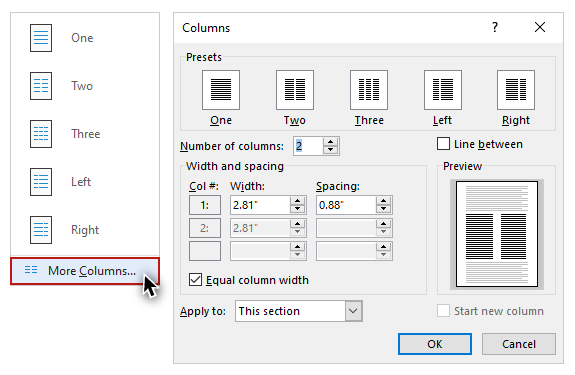 One
Two
Three
Left
Right
More Columns...
Columns
?
Presets
One Two Three Left Right
Number of columns: 2
Line between
Width and spacing
Preview
Col #: Width: Spacing:
1: 2.81" 0.88"
2: 2.81"
Equal column width
Apply to: This section
Start new column
OK Cancel